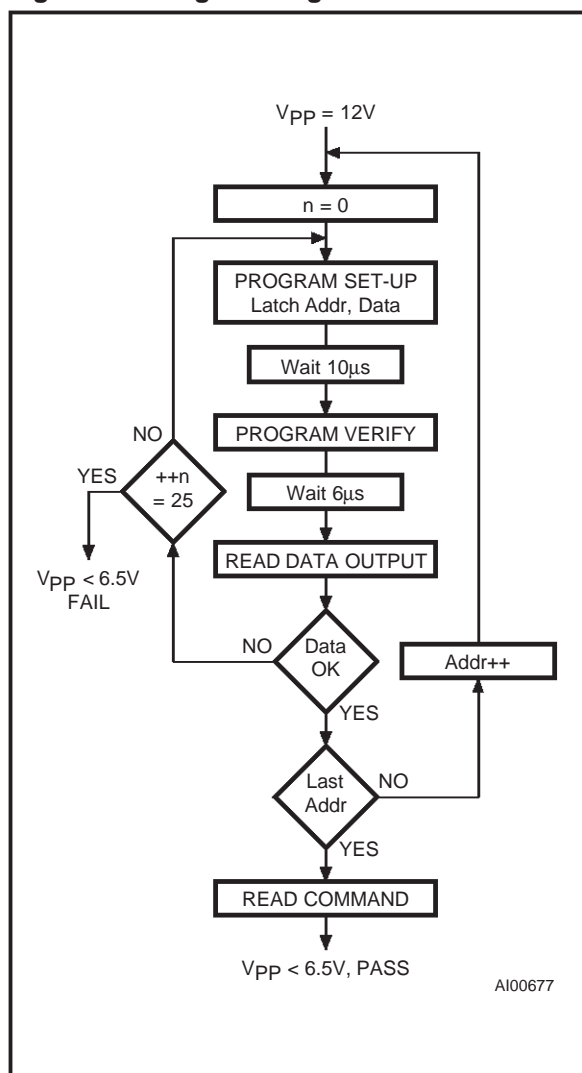 VPP = 12V
n = 0
PROGRAM SET-UP
Latch Addr, Data
Wait 10µs
NO
PROGRAM VERIFY
YES
++n
= 25
Wait 6µs
VPP < 6.5V
FAIL
READ DATA OUTPUT
NO
Data
OK
Addr++
YES
Last
Addr
NO
YES
READ COMMAND
VPP < 6.5V, PASS
AI00677